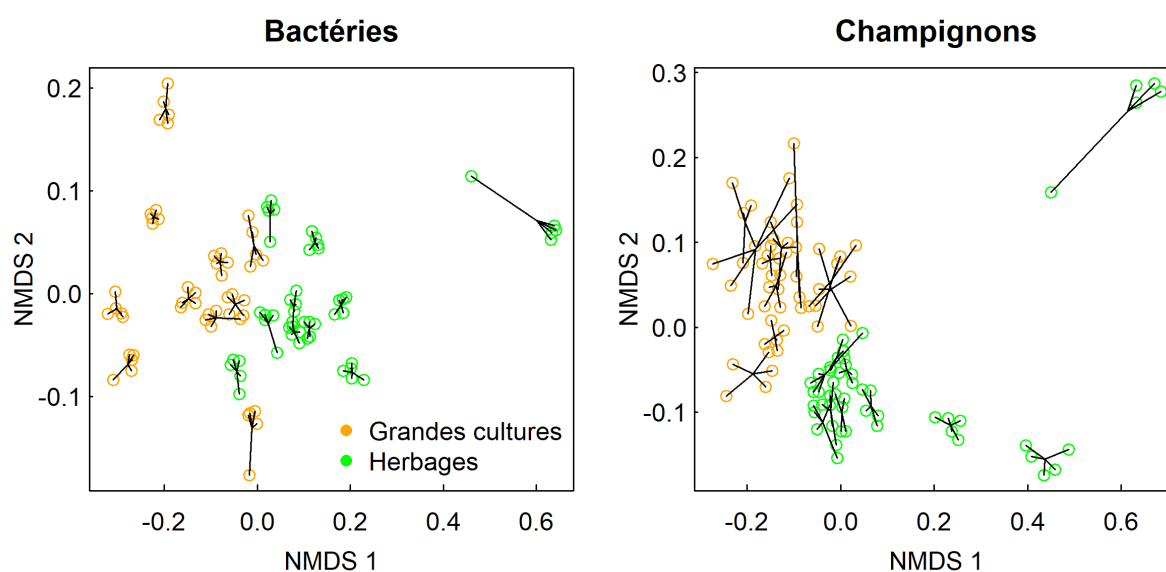 Bactéries
NMDS 2
0.2
0.1
0.0
-0.1
Grandes cultures
Herbages
-0.2 0.0 0.2 0.4 0.6
NMDS 1
Champignons
NMDS 2
0.3
0.2
0.1
0.0
-0.1
-0.2 0.0 0.2 0.4 0.6
NMDS 1